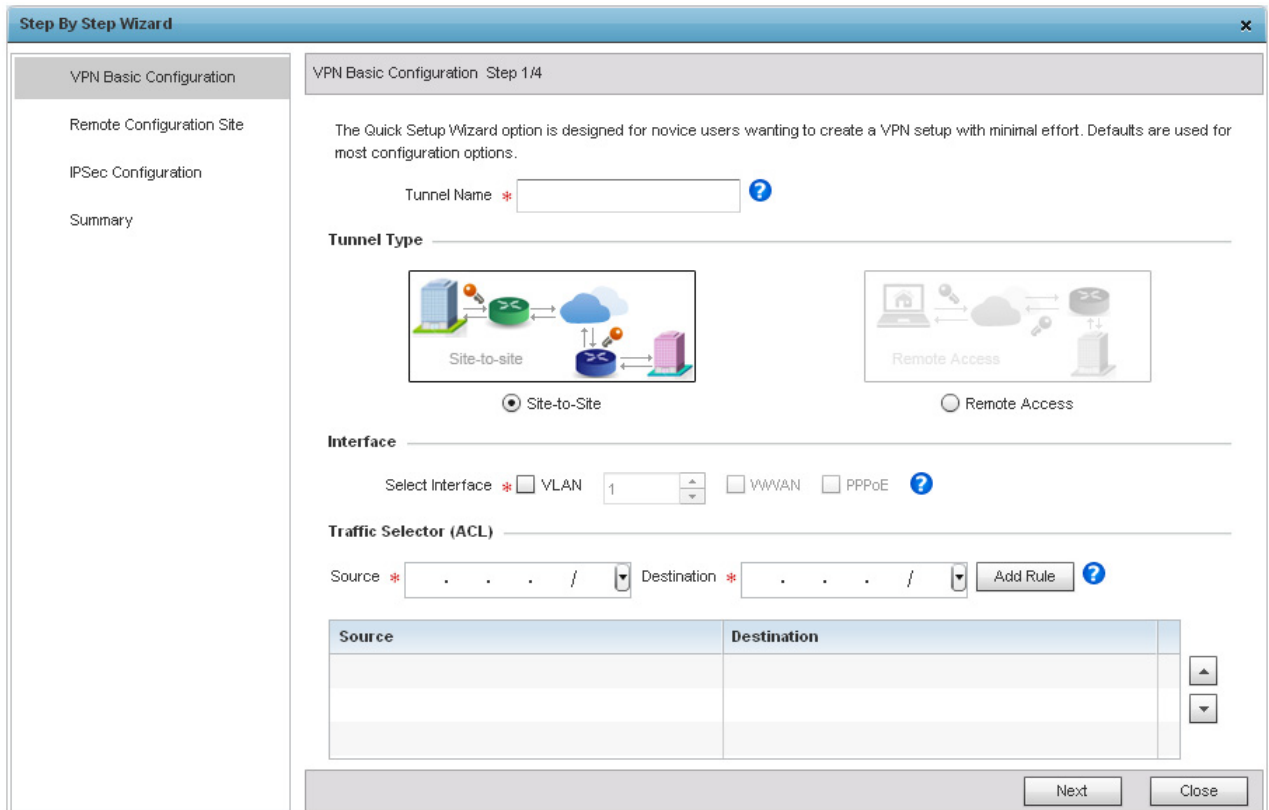 Step By Step Wizard
VPN Basic Configuration
Remote Configuration Site
IPSec Configuration
Summary
VPN Basic Configuration Step 1/4
The Quick Setup Wizard option is designed for novice users wanting to create a VPN setup with minimal effort. Defaults are used for
most configuration options.
Tunnel Name *
Tunnel Type
Site-to-site
Remote Access
Site-to-Site
Remote Access
Interface
Select Interface * VLAN 1 WWAN PPPoE
Traffic Selector (ACL)
Source * . . . / Destination * . . . / Add Rule
Source Destination
Next Close